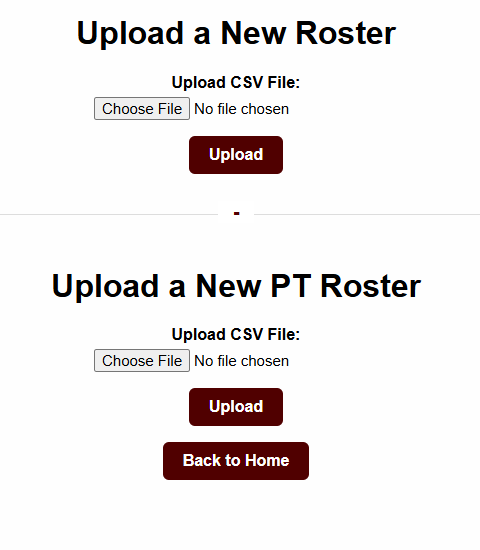 Upload a New Roster
Upload CSV File:
Choose File No file chosen
Upload
-
Upload a New PT Roster
Upload CSV File:
Choose File No file chosen
Upload
Back to Home